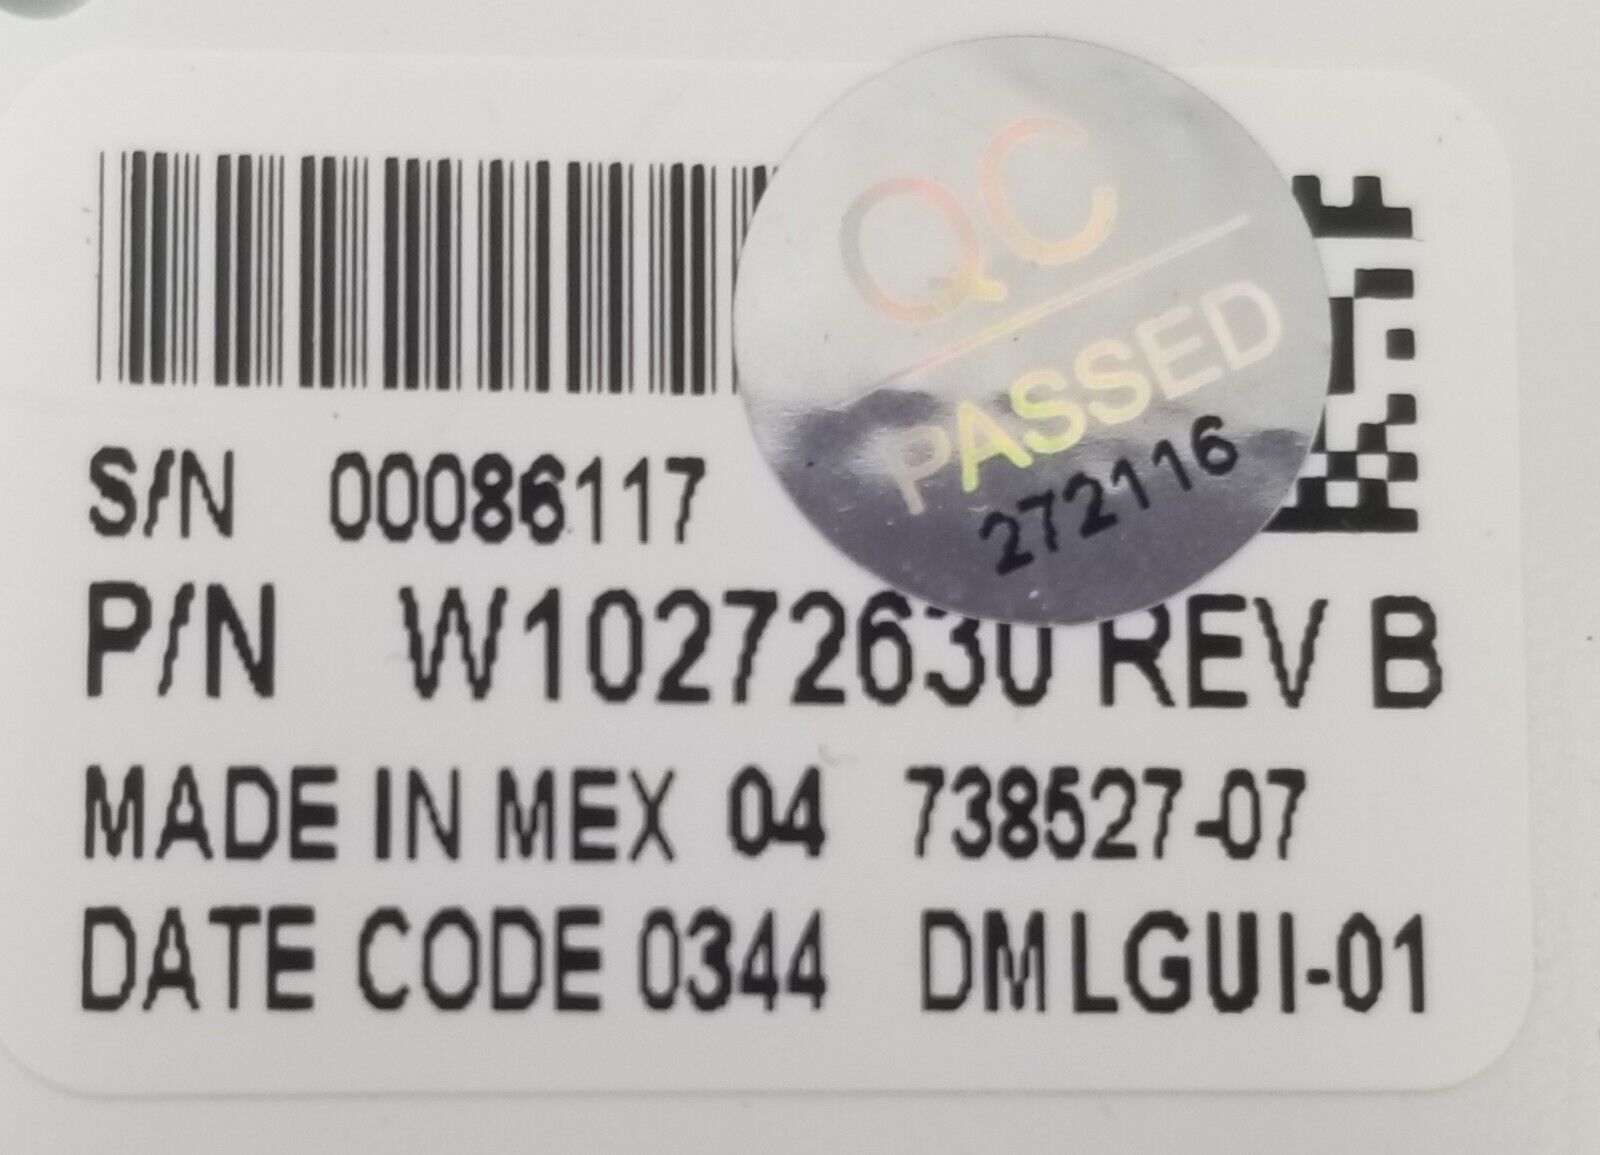 QC
PASSED
272116
S/N 00086117
P/N W10272630 REV B
MADE IN MEX 04 738527-07
DATE CODE 0344 DMLGUI-01